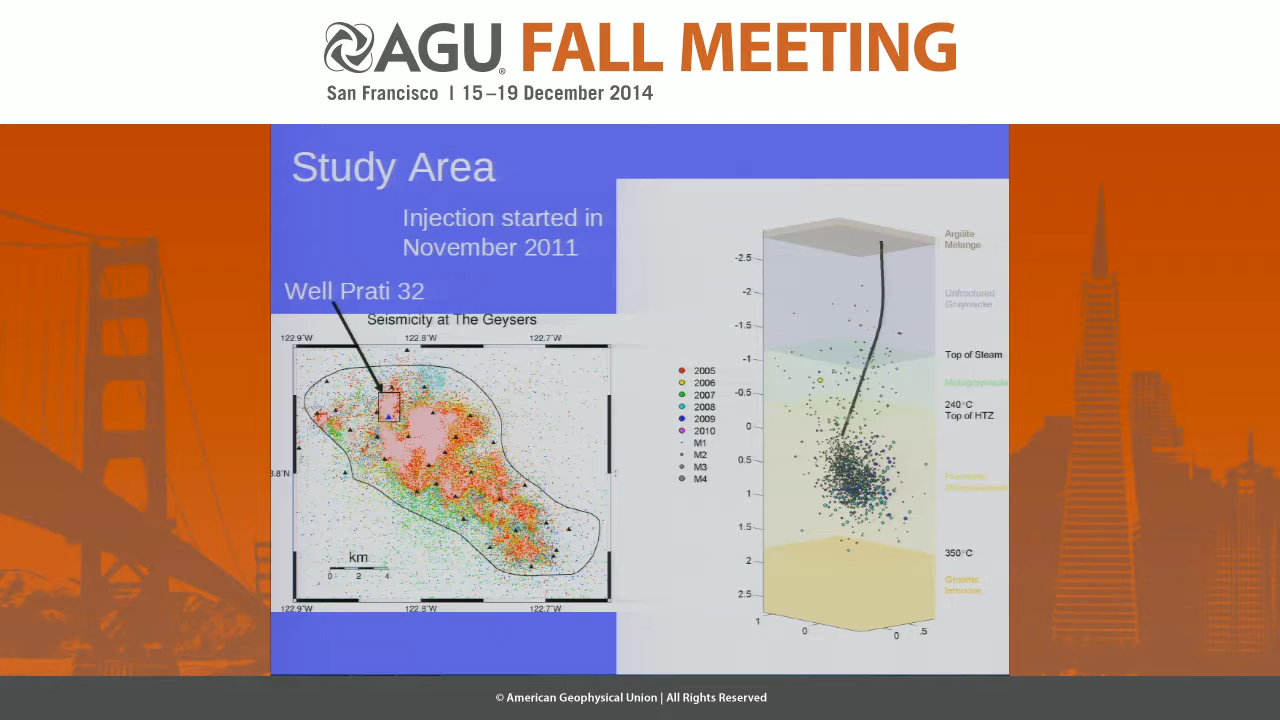 AGU® FALL MEETING
San Francisco | 15–19 December 2014
Study Area
Injection started in
November 2011
Well Prati 32
Seismicity at The Geysers
122.9°W 122.8°W 122.7°W
8.8°N
km
0 2 4
122.9°W 122.8°W 122.7°W
2005
2006
2007
2008
2009
2010
M1
M2
M3
M4
-2.5
-2
-1.5
-1
-0.5
0
0.5
1
1.5
2
2.5
1
0
0
.5
Argillite
Melange
Unfractured
Graywacke
Top of Steam
240°C
Top of HTZ
350°C
Granitic
Intrusive
© American Geophysical Union | All Rights Reserved